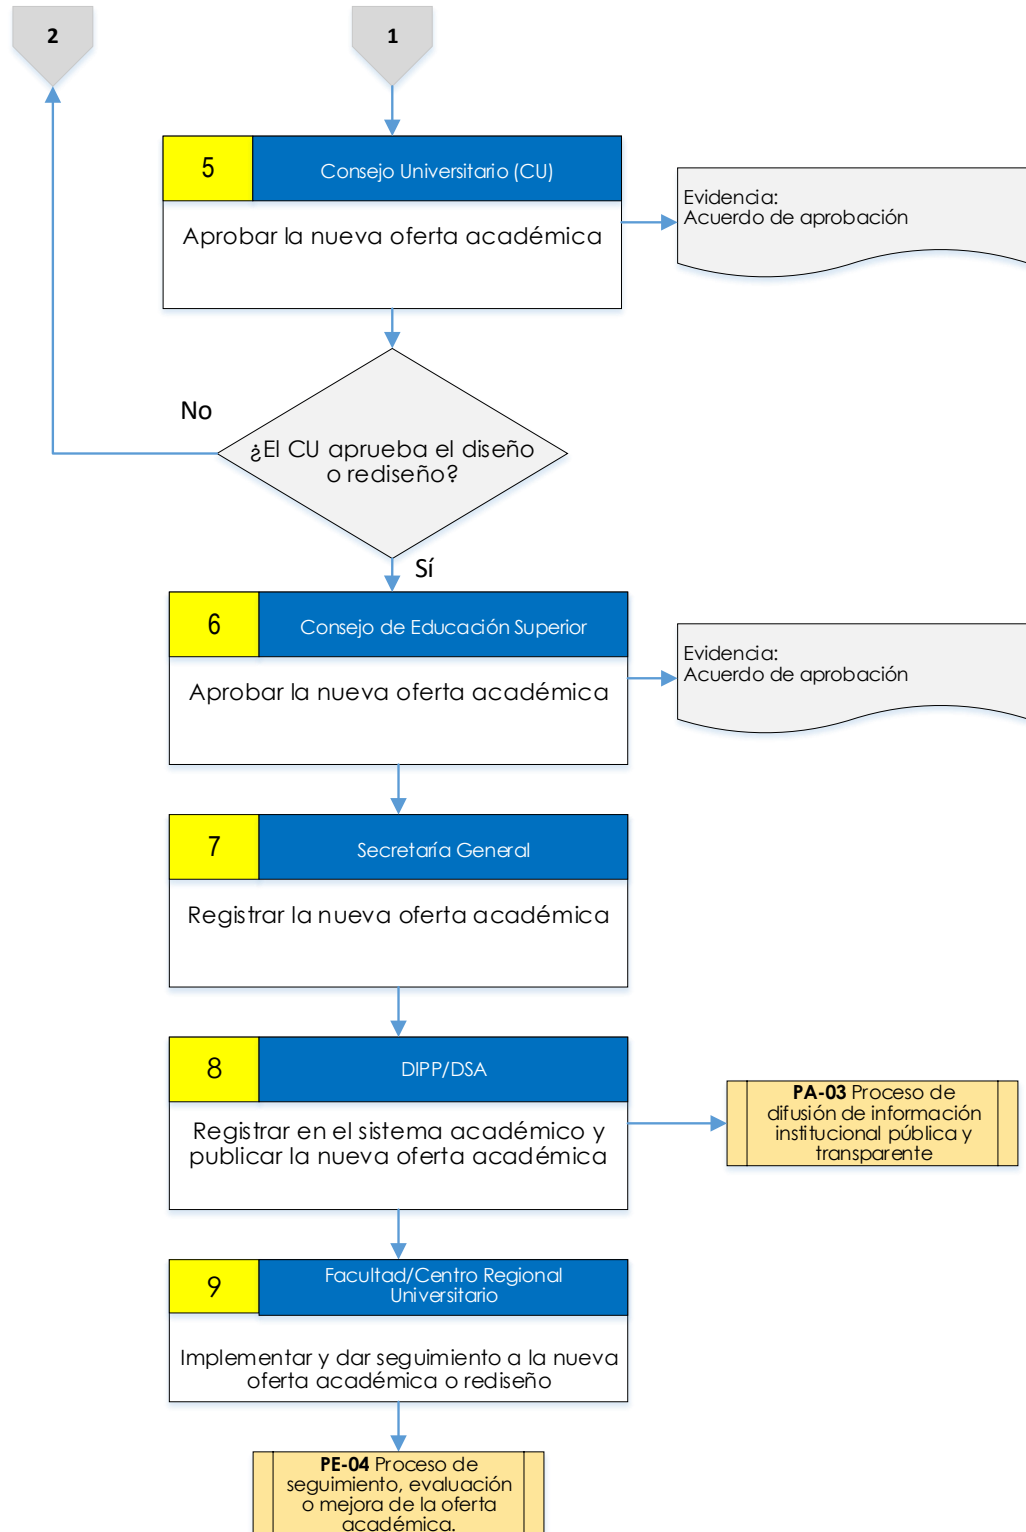 2
1
5
Consejo Universitario (CU)
Aprobar la nueva oferta académica
Evidencia:
Acuerdo de aprobación
¿El CU aprueba el diseño
o rediseño?
No
Sí
6
Consejo de Educación Superior
Aprobar la nueva oferta académica
Evidencia:
Acuerdo de aprobación
7
Secretaría General
Registrar la nueva oferta académica
8
DIPP/DSA
Registrar en el sistema académico y
publicar la nueva oferta académica
PA-03 Proceso de
difusión de información
institucional pública y
transparente
9
Facultad/Centro Regional
Universitario
Implementar y dar seguimiento a la nueva
oferta académica o rediseño
PE-04 Proceso de
seguimiento, evaluación
o mejora de la oferta
académica.